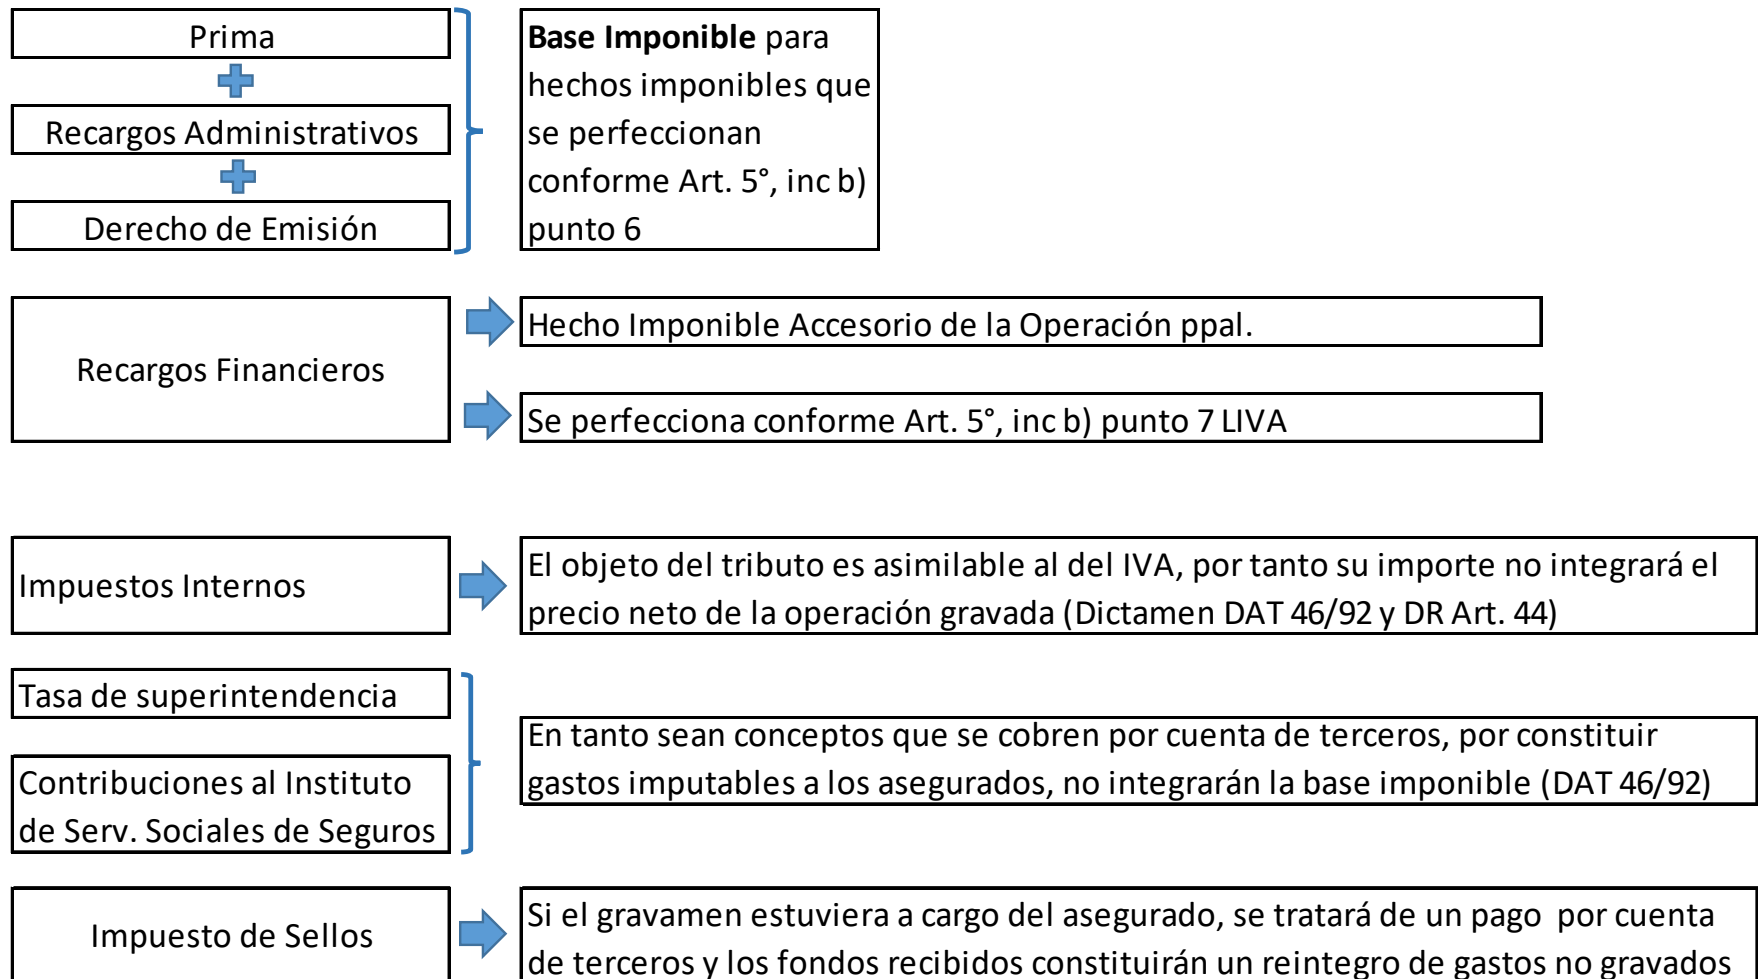 Prima
Recargos Administrativos
Derecho de Emisión
Base Imponible para
hechos imponibles que
se perfeccionan
conforme Art. 5°, inc b)
punto 6
Recargos Financieros
Hecho Imponible Accesorio de la Operación ppal.
Se perfecciona conforme Art. 5°, inc b) punto 7 LIVA
Impuestos Internos
El objeto del tributo es asimilable al del IVA, por tanto su importe no integrará el
precio neto de la operación gravada (Dictamen DAT 46/92 y DR Art. 44)
Tasa de superintendencia
Contribuciones al Instituto
de Serv. Sociales de Seguros
En tanto sean conceptos que se cobren por cuenta de terceros, por constituir
gastos imputables a los asegurados, no integrarán la base imponible (DAT 46/92)
Impuesto de Sellos
Si el gravamen estuviera a cargo del asegurado, se tratará de un pago por cuenta
de terceros y los fondos recibidos constituirán un reintegro de gastos no gravados